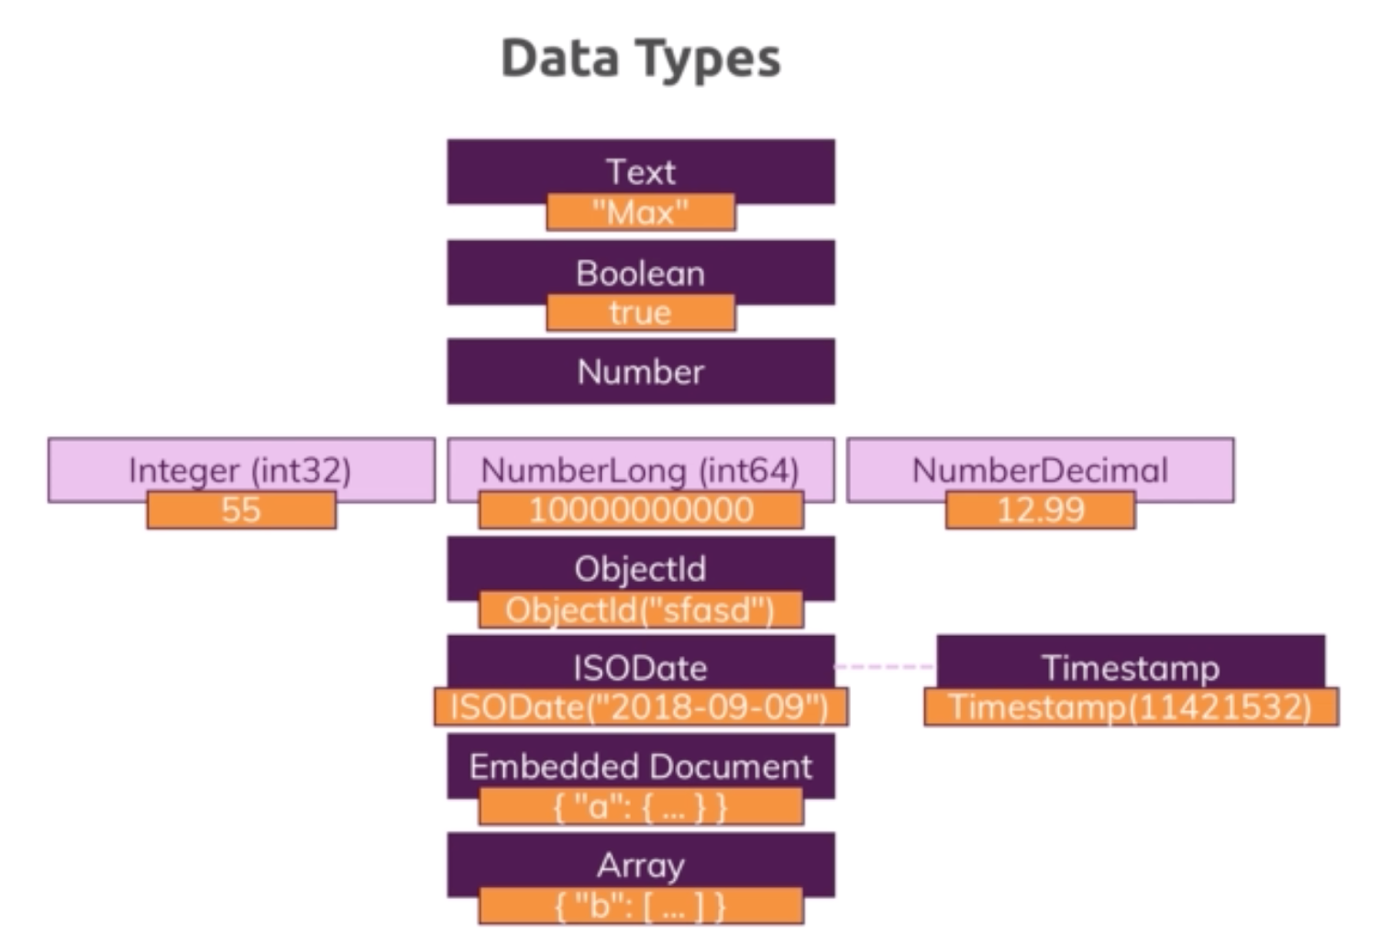 Data Types
Text
"Max"
Boolean
true
Number
Integer (int32)
55
NumberLong (int64)
10000000000
NumberDecimal
12.99
ObjectId
ObjectId("sfasd")
ISODate
ISODate("2018-09-09")
Timestamp
Timestamp(11421532)
Embedded Document
{ "a": { ... } }
Array
{ "b": [ ... ] }